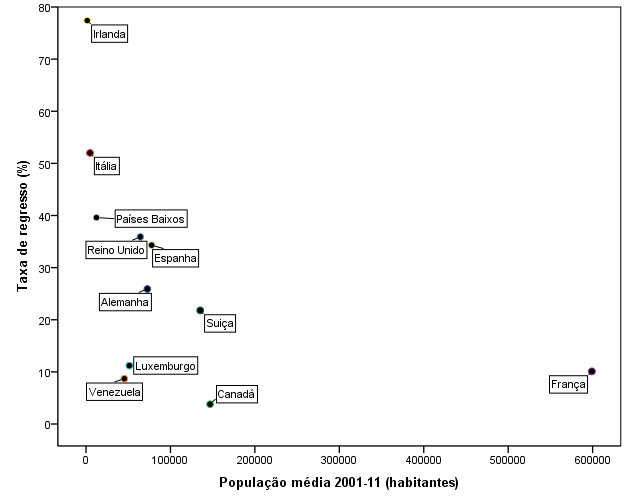 80
70
60
50
40
30
20
10
0
Taxa de regresso (%)
Irlanda
Itália
Países Baixos
Reino Unido
Espanha
Alemanha
Suiça
Luxemburgo
Venezuela
Canadá
França
0 100000 200000 300000 400000 500000 600000
População média 2001-11 (habitantes)